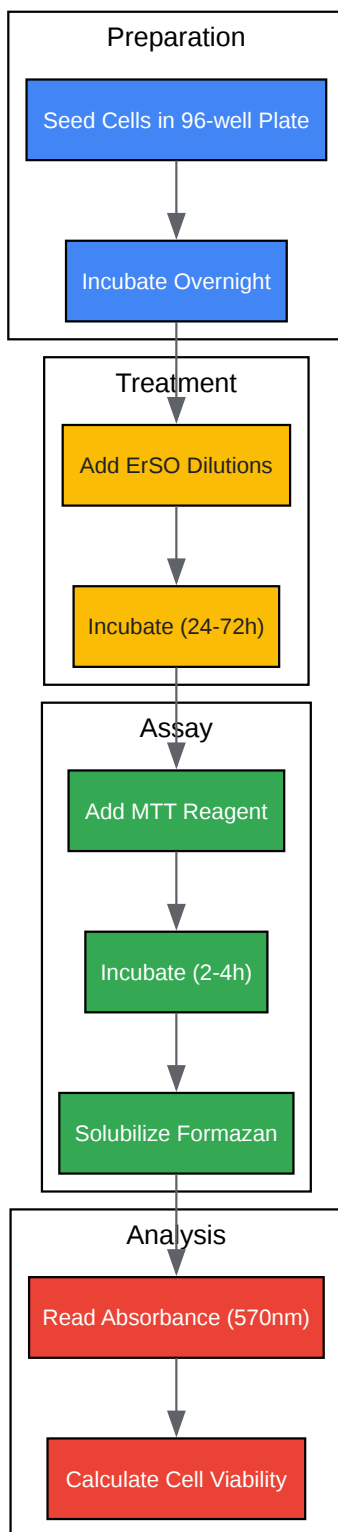 Preparation
Seed Cells in 96-well Plate
Incubate Overnight
Treatment
Add ErSO Dilutions
Incubate (24-72h)
Assay
Add MTT Reagent
Incubate (2-4h)
Solubilize Formazan
Analysis
Read Absorbance (570nm)
Calculate Cell Viability